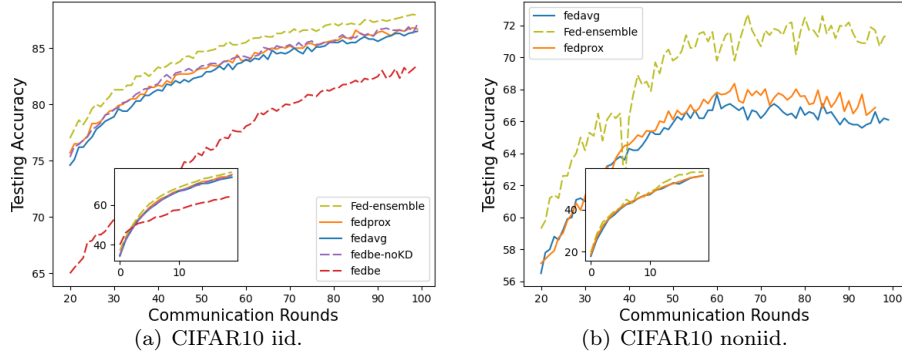 85
80
75
70
65
Testing Accuracy
60
40
0
10
Fed-ensemble
fedprox
fedavg
fedbe-noKD
fedbe
20
30
40
50
60
70
80
90
100
Communication Rounds
(a) CIFAR10 iid.
72
70
68
66
64
62
60
58
56
Testing Accuracy
fedavg
Fed-ensemble
fedprox
40
20
0
10
20
30
40
50
60
70
80
90
100
Communication Rounds
(b) CIFAR10 noniid.